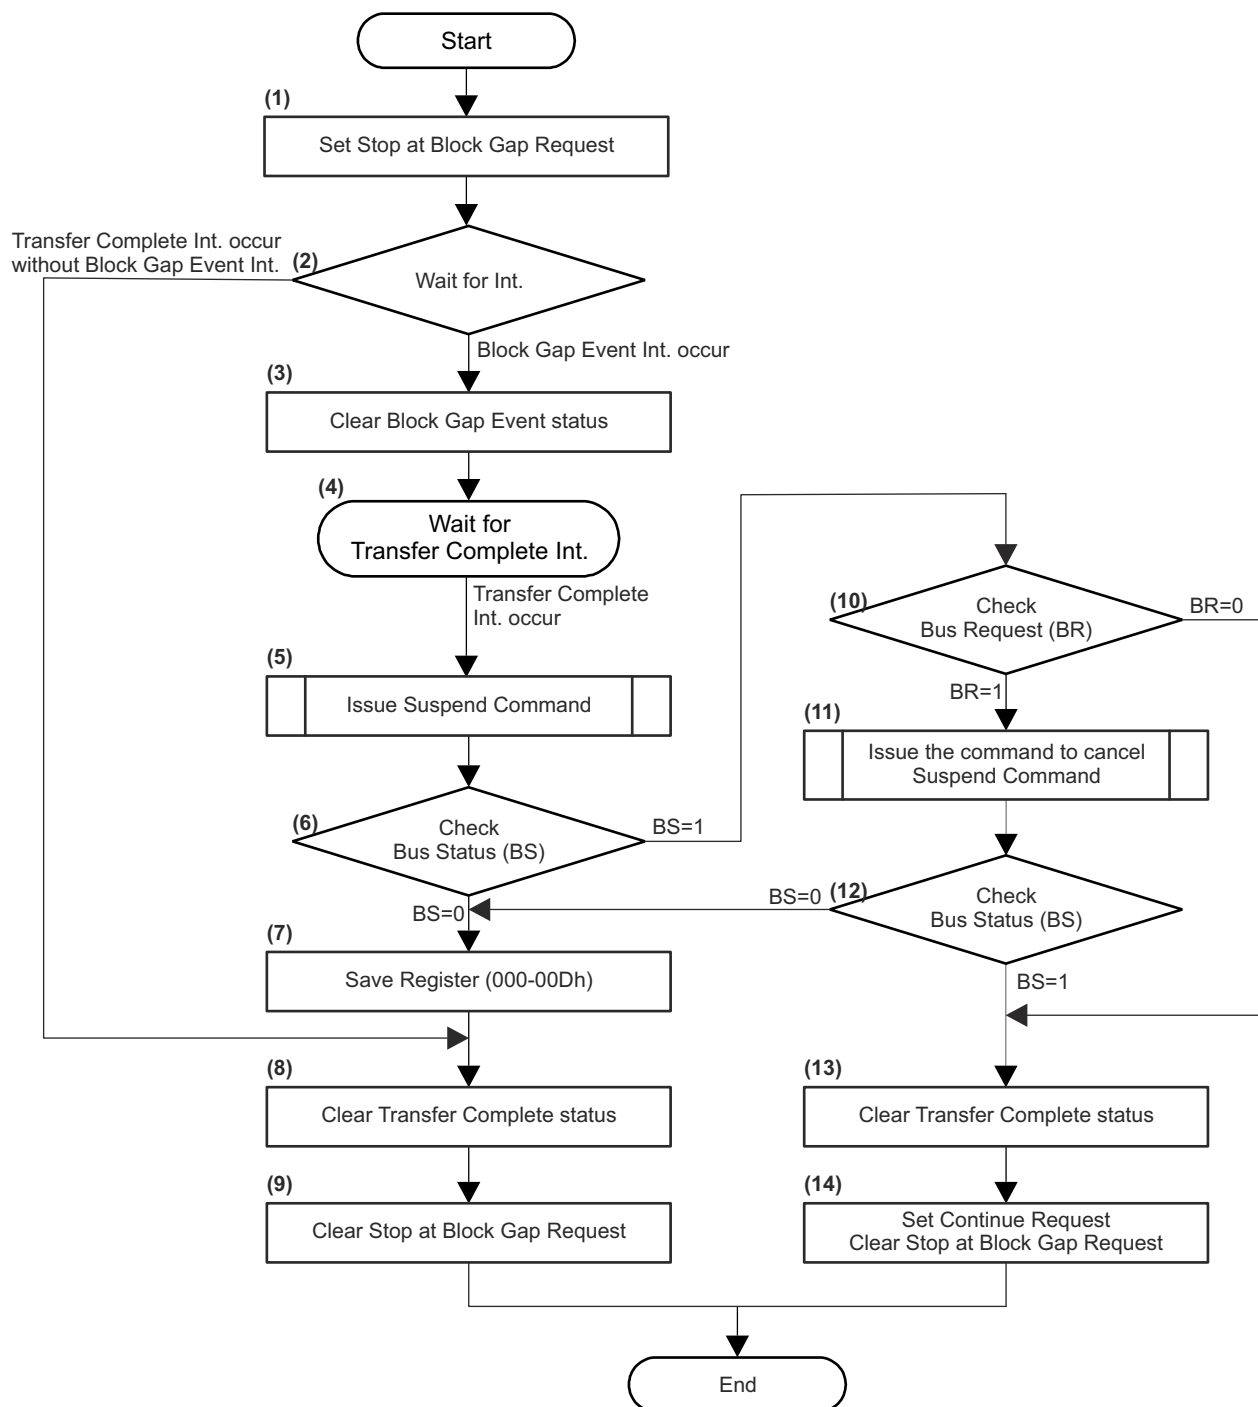 Start
(1)
Set Stop at Block Gap Request
Transfer Complete Int. occur
without Block Gap Event Int.
(2)
Wait for Int.
Block Gap Event Int. occur
(3)
Clear Block Gap Event status
(4)
Wait for
Transfer Complete Int.
Transfer Complete
Int. occur
(5)
Issue Suspend Command
(6)
Check
Bus Status (BS)
BS=1
BS=0
(7)
Save Register (000-00Dh)
(8)
Clear Transfer Complete status
(9)
Clear Stop at Block Gap Request
(10)
Check
Bus Request (BR)
BR=0
BR=1
(11)
Issue the command to cancel
Suspend Command
(12)
Check
Bus Status (BS)
BS=0
BS=1
(13)
Clear Transfer Complete status
(14)
Set Continue Request
Clear Stop at Block Gap Request
End